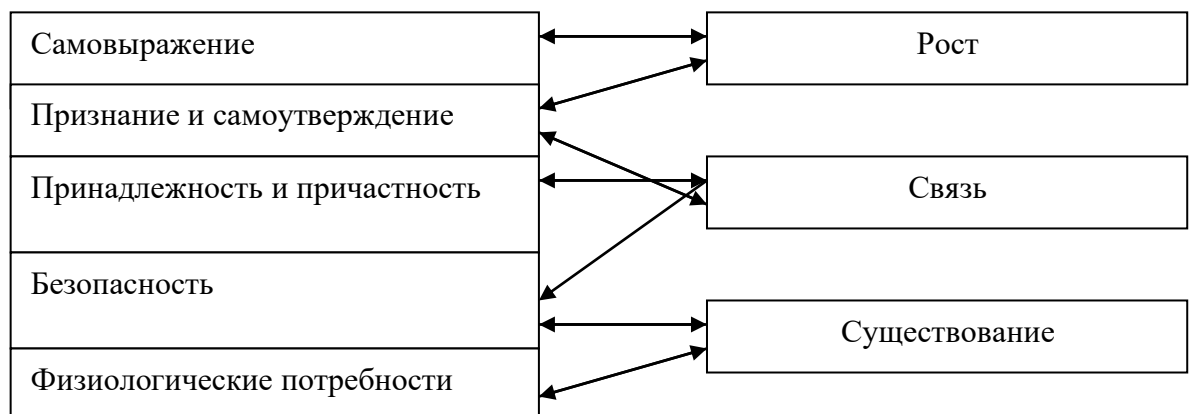 Самовыражение
Рост
Признание и самоутверждение
Принадлежность и причастность
Связь
Безопасность
Существование
Физиологические потребности